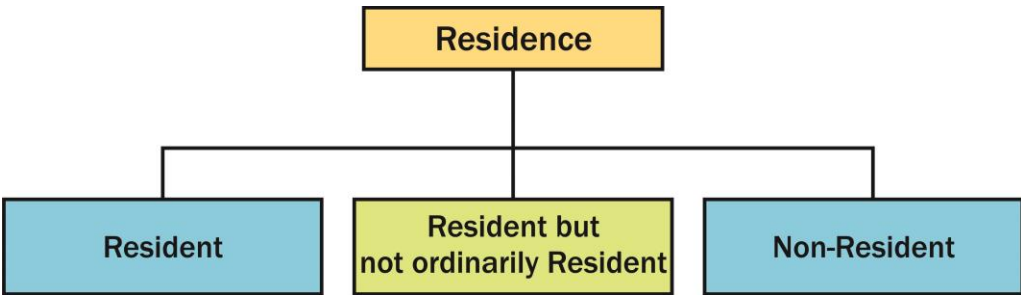 Residence
Resident
Resident but
not ordinarily Resident
Non-Resident